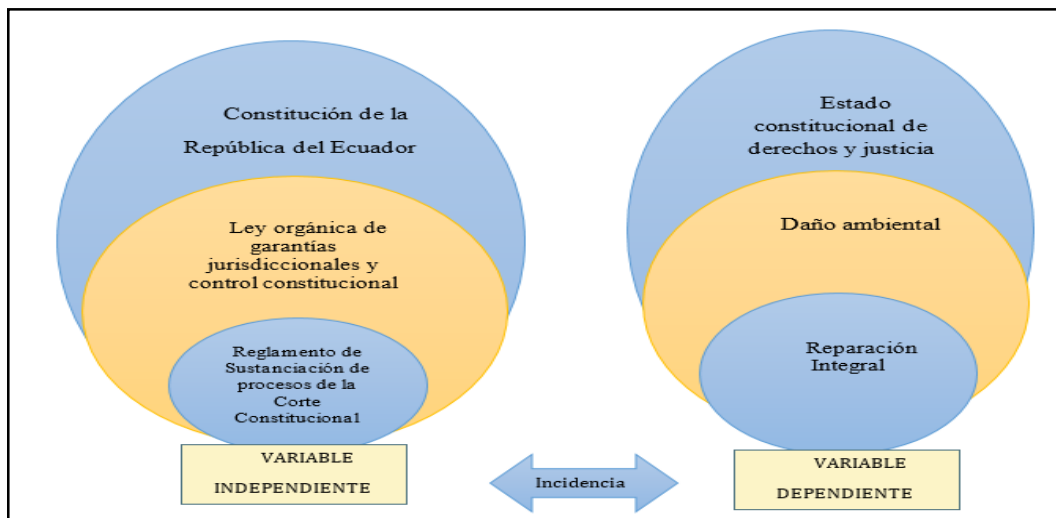 Constitución de la
República del Ecuador
Ley orgánica de
garantías
jurisdiccionales y
control constitucional
Reglamento de
Sustanciación de
procesos de la
Corte
Constitucional
VARIABLE
INDEPENDIENTE
Incidencia
Estado
constitucional de
derechos y justicia
Daño ambiental
Reparación
Integral
VARIABLE
DEPENDIENTE